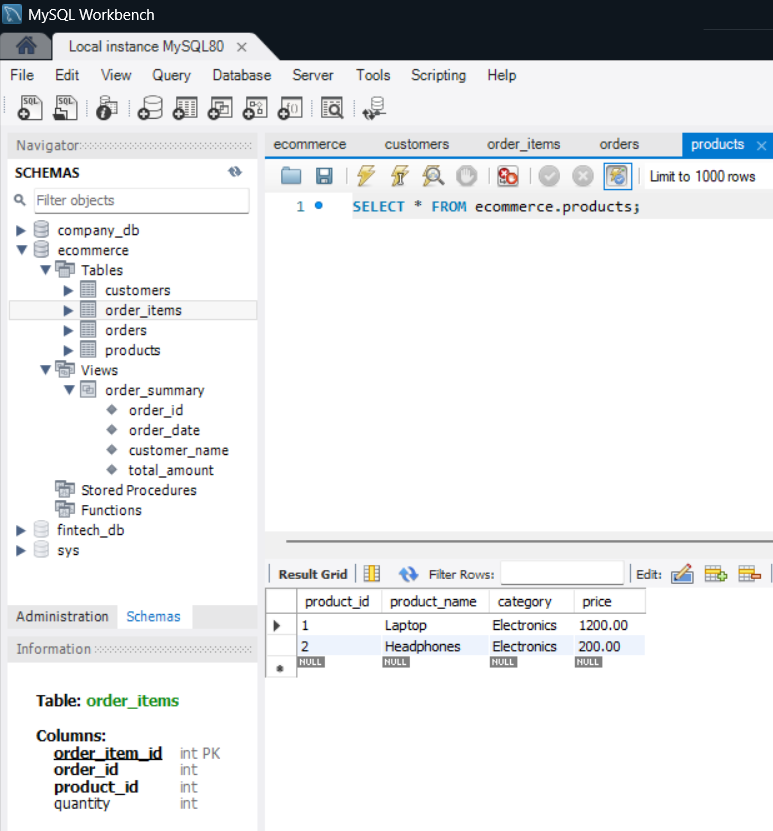 MySQL Workbench
Local instance MySQL80
File Edit View Query Database Server Tools Scripting Help
SQL SQL
Navigator
SCHEMAS
Filter objects
company_db
ecommerce
Tables
customers
order_items
orders
products
Views
order_summary
order_id
order_date
customer_name
total_amount
Stored Procedures
Functions
fintech_db
sys
Administration Schemas
Information
Table: order_items
Columns:
order_item_id int PK
order_id int
product_id int
quantity int
ecommerce customers order_items orders products
Limit to 1000 rows
1 SELECT * FROM ecommerce.products;
Result Grid Filter Rows: Edit:
product_id product_name category price
1 Laptop Electronics 1200.00
2 Headphones Electronics 200.00
NULL NULL NULL NULL